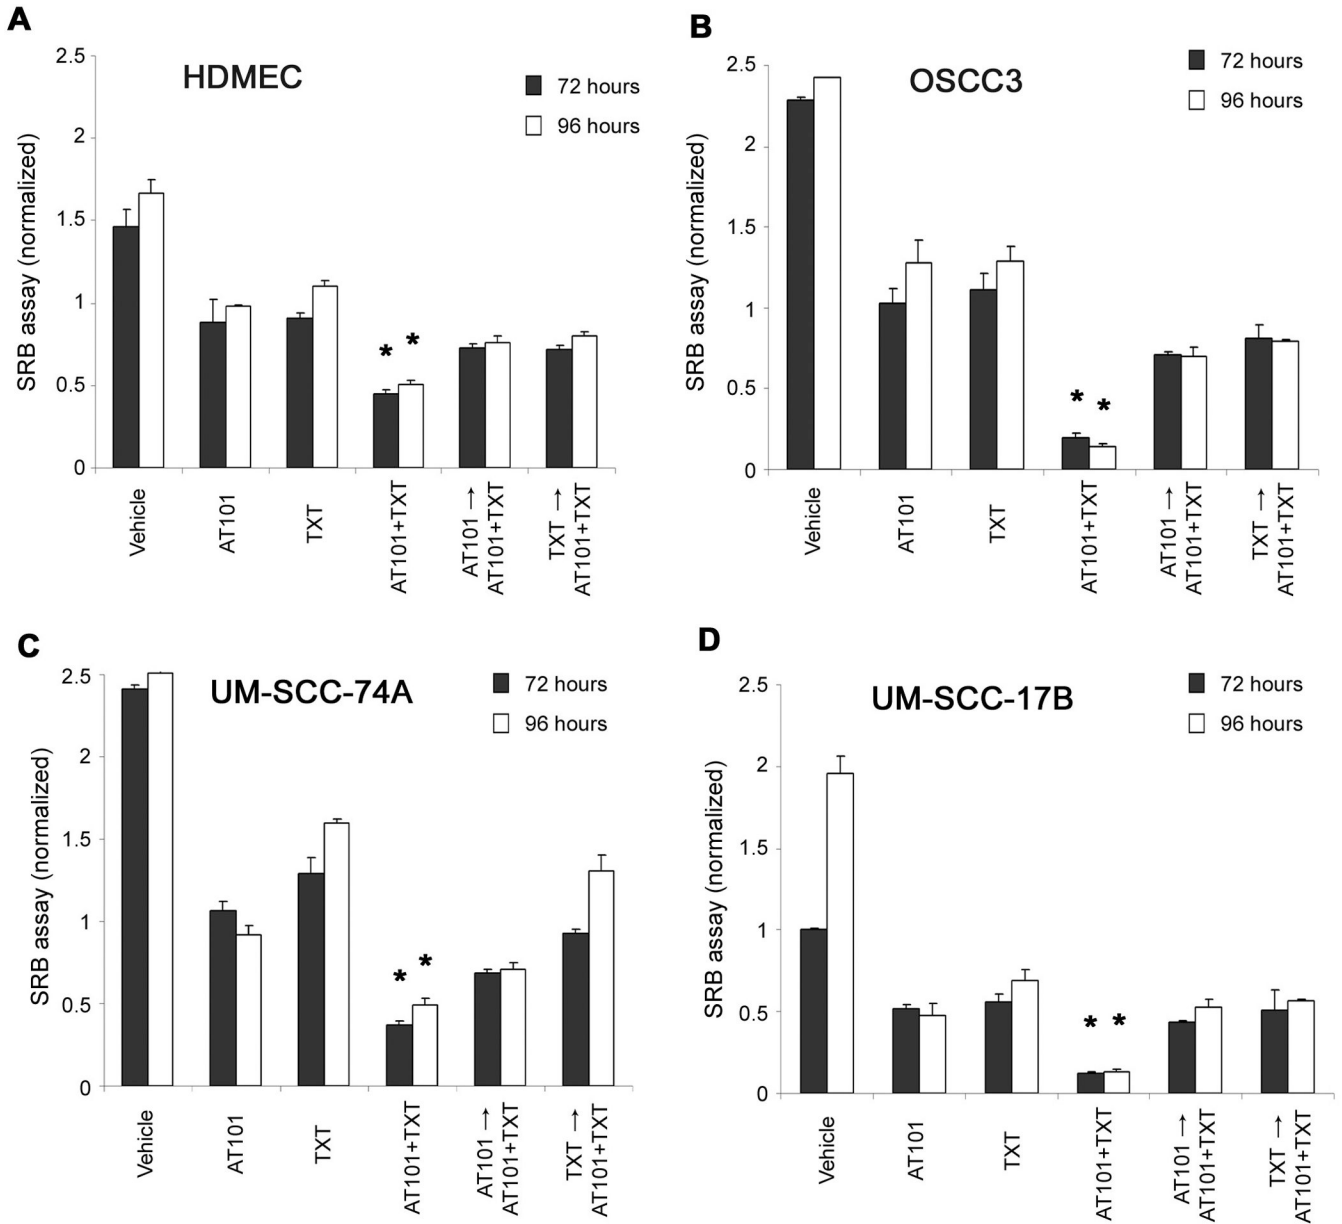 A
HDMEC
72 hours
96 hours
SRB assay (normalized)
2.5
2
1.5
1
0.5
0
* *
Vehicle
AT101
TXT
AT101+TXT
AT101 →
AT101+TXT
TXT →
AT101+TXT
B
OSCC3
72 hours
96 hours
SRB assay (normalized)
2.5
2
1.5
1
0.5
0
* *
Vehicle
AT101
TXT
AT101+TXT
AT101 →
AT101+TXT
TXT →
AT101+TXT
C
UM-SCC-74A
72 hours
96 hours
SRB assay (normalized)
2.5
2
1.5
1
0.5
0
* *
Vehicle
AT101
TXT
AT101+TXT
AT101 →
AT101+TXT
TXT →
AT101+TXT
D
UM-SCC-17B
72 hours
96 hours
SRB assay (normalized)
2.5
2
1.5
1
0.5
0
* *
Vehicle
AT101
TXT
AT101+TXT
AT101 →
AT101+TXT
TXT →
AT101+TXT